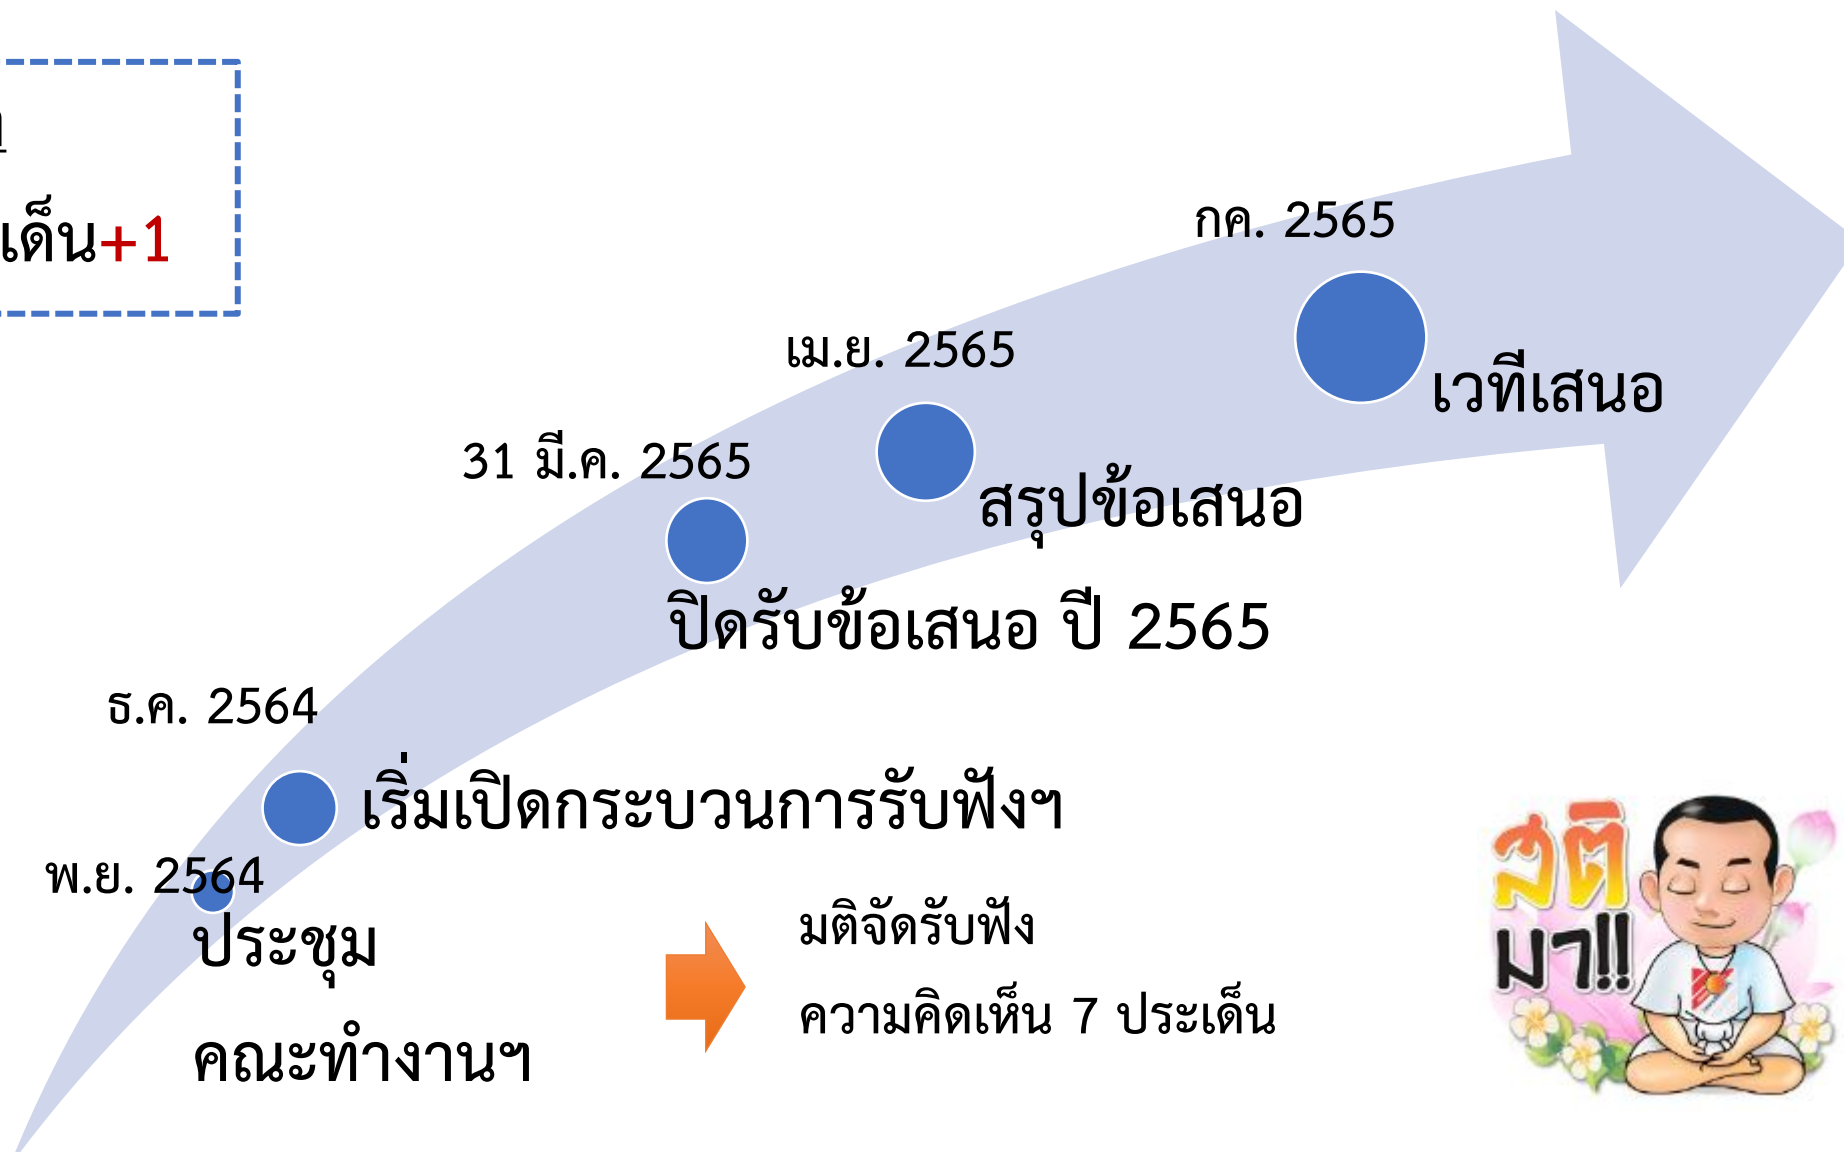 เด็น+1
กค. 2565
เวทีเสนอ
เม.ย. 2565
สรุปข้อเสนอ
31 มี.ค. 2565
ปิดรับข้อเสนอ ปี 2565
ธ.ค. 2564
เริ่มเปิดกระบวนการรับฟังฯ
พ.ย. 2564
ประชุม
คณะทำงานฯ
มติจัดรับฟัง
ความคิดเห็น 7 ประเด็น
สติ
มา!!